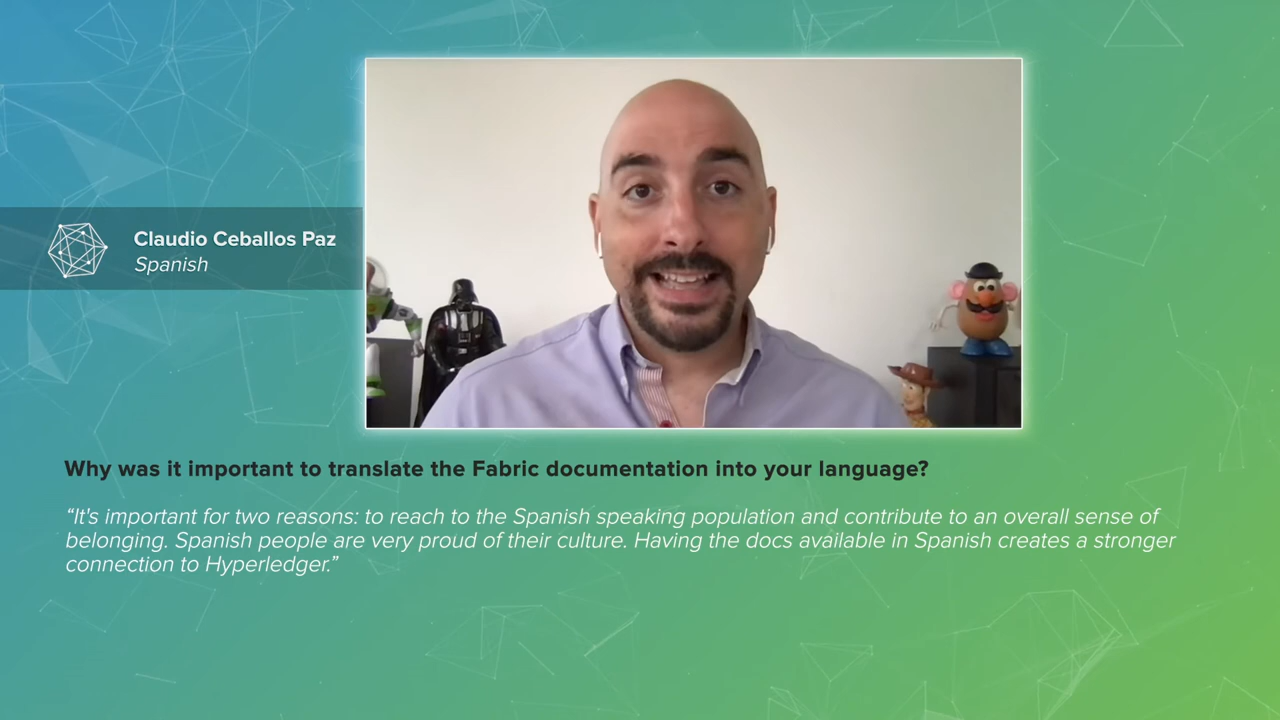 Claudio Ceballos Paz
Spanish
Why was it important to translate the Fabric documentation into your language?
“It's important for two reasons: to reach to the Spanish speaking population and contribute to an overall sense of
belonging. Spanish people are very proud of their culture. Having the docs available in Spanish creates a stronger
connection to Hyperledger.”